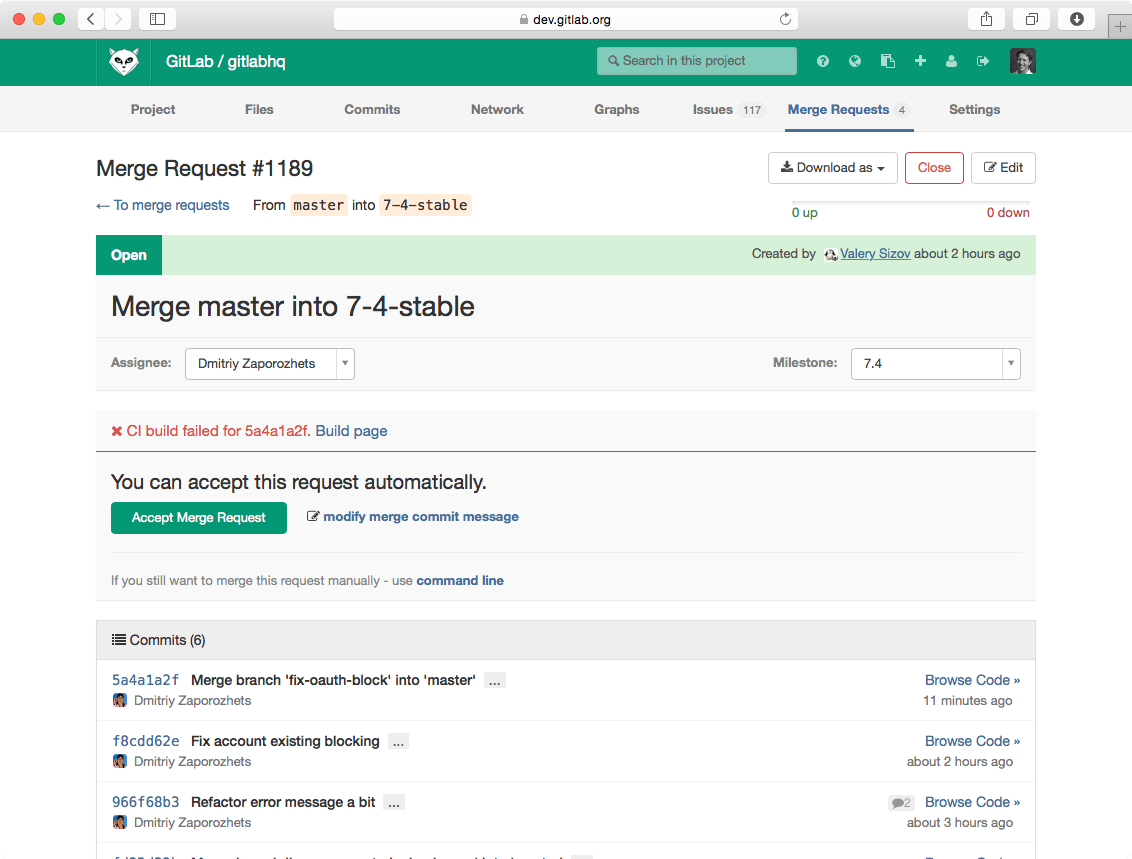 dev.gitlab.org
GitLab / gitlabhq
Search in this project
Project Files Commits Network Graphs Issues 117 Merge Requests 4 Settings
Merge Request #1189
Download as Close Edit
← To merge requests From master into 7-4-stable
0 up 0 down
Open Created by Valery Sizov about 2 hours ago
Merge master into 7-4-stable
Assignee: Dmitriy Zaporozhets Milestone: 7.4
CI build failed for 5a4a1a2f. Build page
You can accept this request automatically.
Accept Merge Request modify merge commit message
If you still want to merge this request manually - use command line
Commits (6)
5a4a1a2f Merge branch 'fix-oauth-block' into 'master' ... Browse Code »
Dmitriy Zaporozhets 11 minutes ago
f8cdd62e Fix account existing blocking ... Browse Code »
Dmitriy Zaporozhets about 2 hours ago
966f68b3 Refactor error message a bit ... 2 Browse Code »
Dmitriy Zaporozhets about 3 hours ago